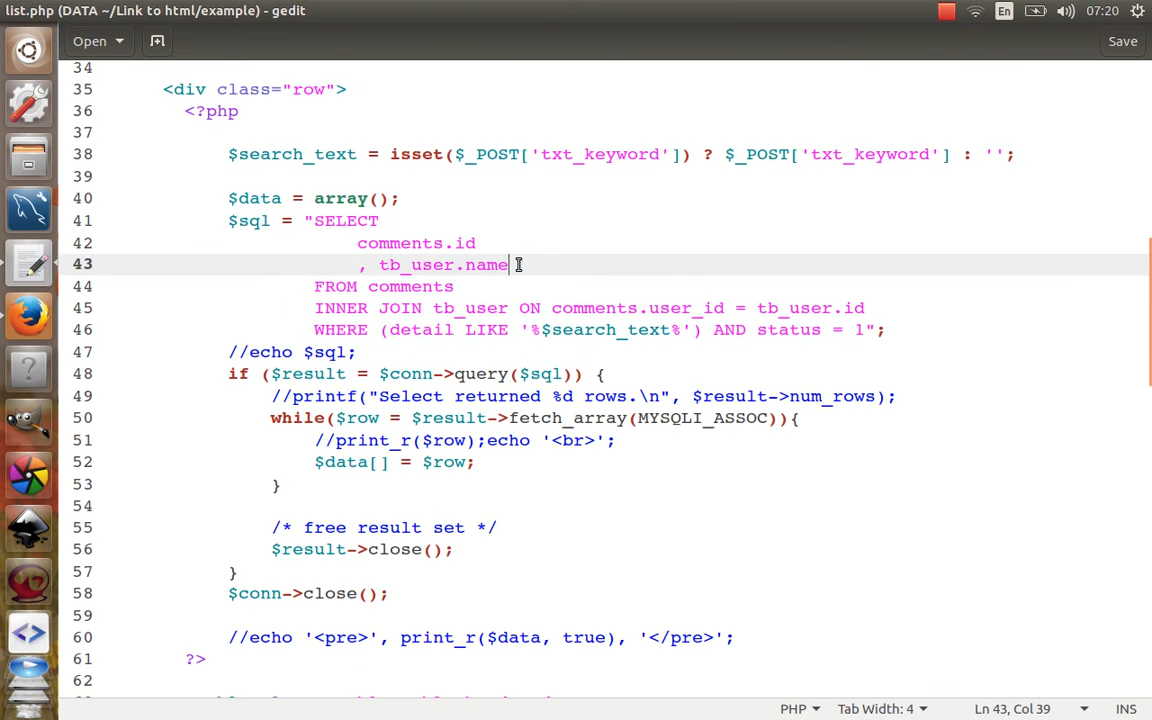 list.php (DATA ~/Link to html/example) - gedit
En
07:20
Open
Save
34
35 <div class="row">
36 <?php
37
38 $search_text = isset($_POST['txt_keyword']) ? $_POST['txt_keyword'] : '';
39
40 $data = array();
41 $sql = "SELECT
42 comments.id
43 , tb_user.name
44 FROM comments
45 INNER JOIN tb_user ON comments.user_id = tb_user.id
46 WHERE (detail LIKE '%$search_text%') AND status = 1";
47 //echo $sql;
48 if ($result = $conn->query($sql)) {
49 //printf("Select returned %d rows.\n", $result->num_rows);
50 while($row = $result->fetch_array(MYSQLI_ASSOC)){
51 //print_r($row);echo '<br>';
52 $data[] = $row;
53 }
54
55 /* free result set */
56 $result->close();
57 }
58 $conn->close();
59
60 //echo '<pre>', print_r($data, true), '</pre>';
61 ?>
62
PHP
Tab Width: 4
Ln 43, Col 39
INS